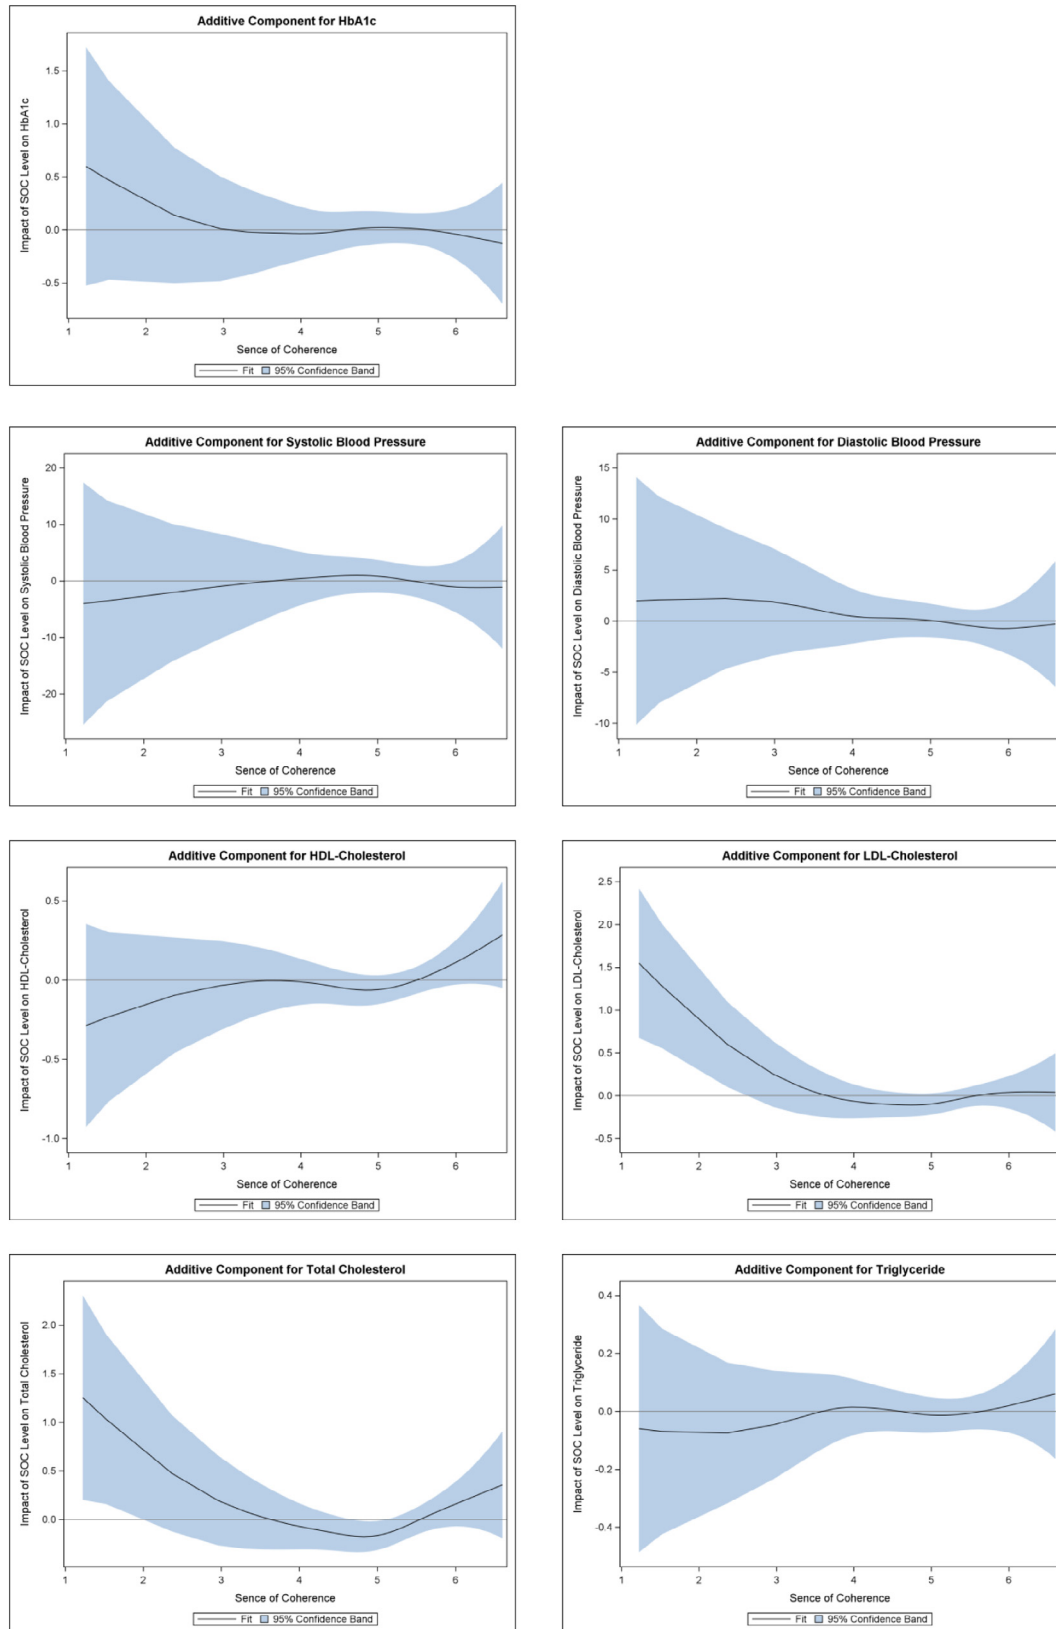 Additive Component for HbA1c
Impact of SOC Level on HbA1c
1.5
1.0
0.5
0.0
-0.5
1 2 3 4 5 6
Sence of Coherence
Fit 95% Confidence Band
Additive Component for Systolic Blood Pressure
Impact of SOC Level on Systolic Blood Pressure
20
10
0
-10
-20
1 2 3 4 5 6
Sence of Coherence
Fit 95% Confidence Band
Additive Component for Diastolic Blood Pressure
Impact of SOC Level on Diastolic Blood Pressure
15
10
5
0
-5
-10
1 2 3 4 5 6
Sence of Coherence
Fit 95% Confidence Band
Additive Component for HDL-Cholesterol
Impact of SOC Level on HDL-Cholesterol
0.5
0.0
-0.5
-1.0
1 2 3 4 5 6
Sence of Coherence
Fit 95% Confidence Band
Additive Component for LDL-Cholesterol
Impact of SOC Level on LDL-Cholesterol
2.5
2.0
1.5
1.0
0.5
0.0
-0.5
1 2 3 4 5 6
Sence of Coherence
Fit 95% Confidence Band
Additive Component for Total Cholesterol
Impact of SOC Level on Total Cholesterol
2.0
1.5
1.0
0.5
0.0
1 2 3 4 5 6
Sence of Coherence
Fit 95% Confidence Band
Additive Component for Triglyceride
Impact of SOC Level on Triglyceride
0.4
0.2
0.0
-0.2
-0.4
1 2 3 4 5 6
Sence of Coherence
Fit 95% Confidence Band